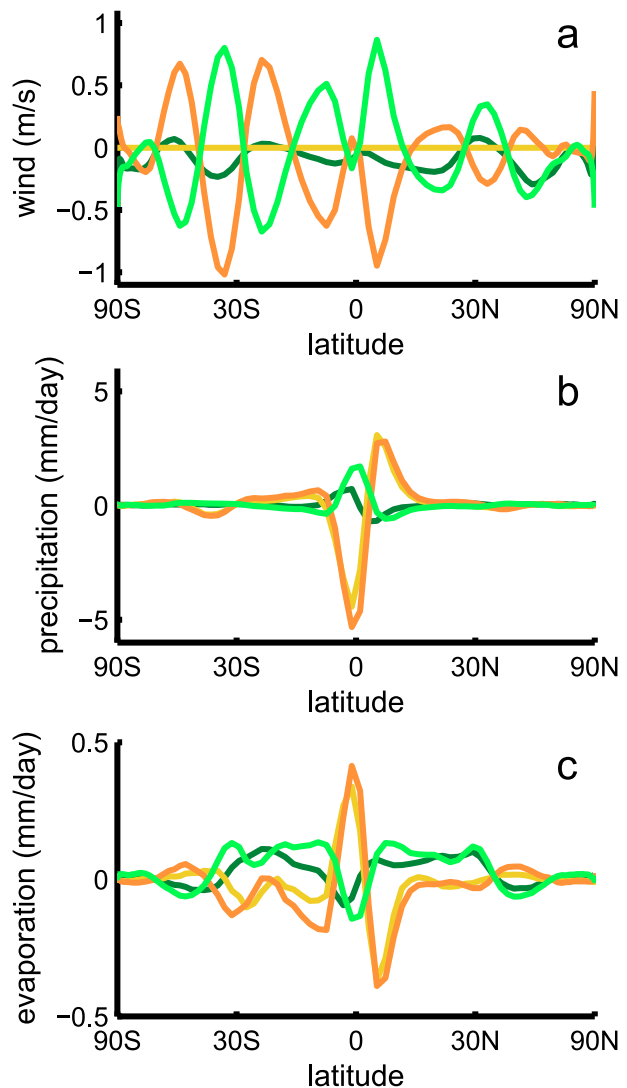 a
wind (m/s)
1
0.5
0
−0.5
−1
90S 30S 0 30N 90N
latitude
b
precipitation (mm/day)
5
0
−5
90S 30S 0 30N 90N
latitude
c
evaporation (mm/day)
0.5
0
−0.5
90S 30S 0 30N 90N
latitude